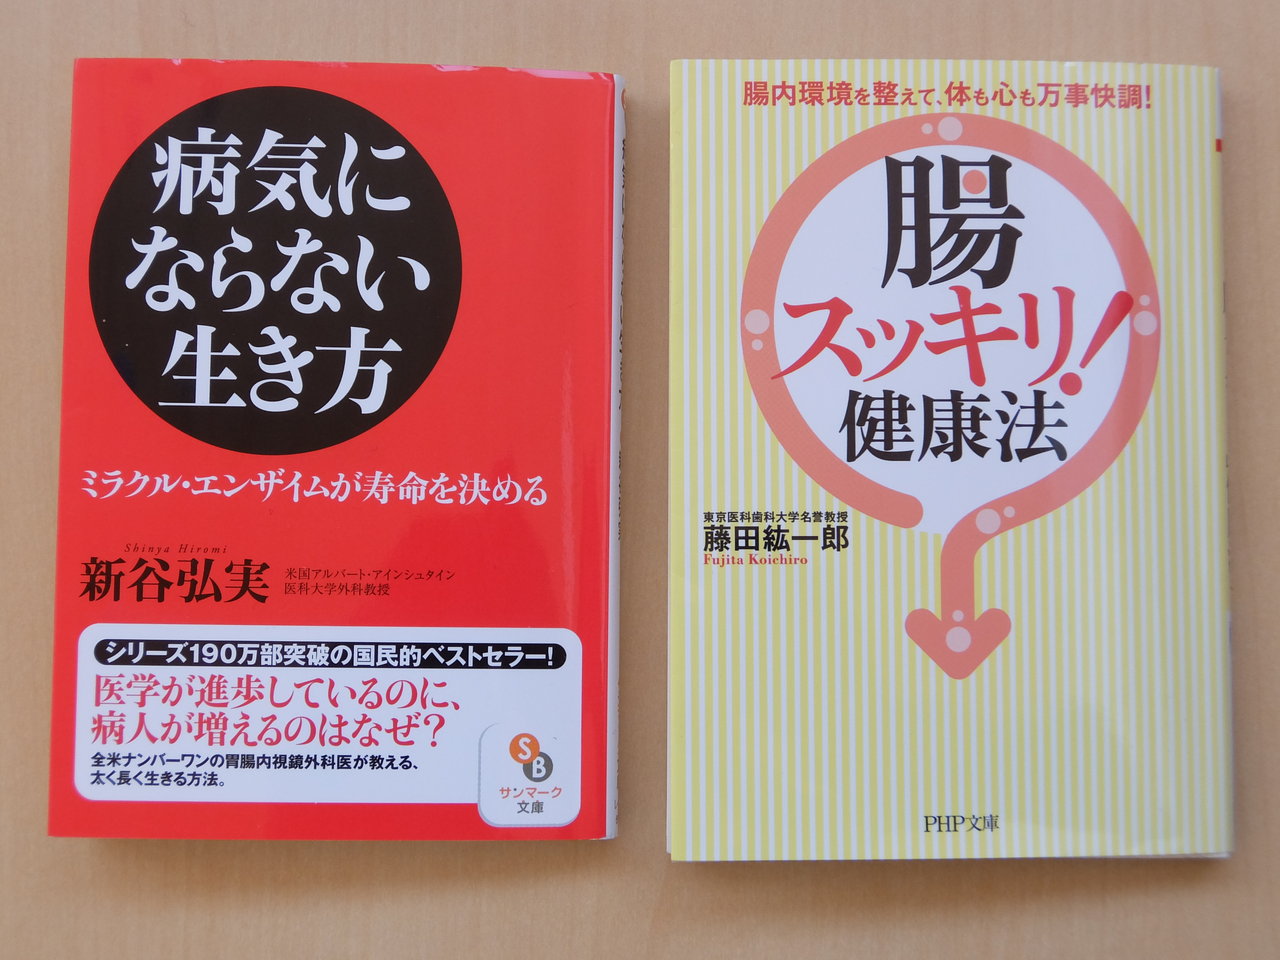 病気に
ならない
生き方
ミラクル・エンザイムが寿命を決める
Shinya Hiromi
新谷弘実
米国アルバート・アインシュタイン
医科大学外科教授
シリーズ190万部突破の国民的ベストセラー!
医学が進歩しているのに、
病人が増えるのはなぜ?
全米ナンバーワンの胃腸内視鏡外科医が教える、
太く長く生きる方法。
SB
サンマーク
文庫
腸内環境を整えて、体も心も万事快調!
腸
スッキリ!
健康法
東京医科歯科大学名誉教授
藤田紘一郎
Fujita Koichiro
PHP文庫